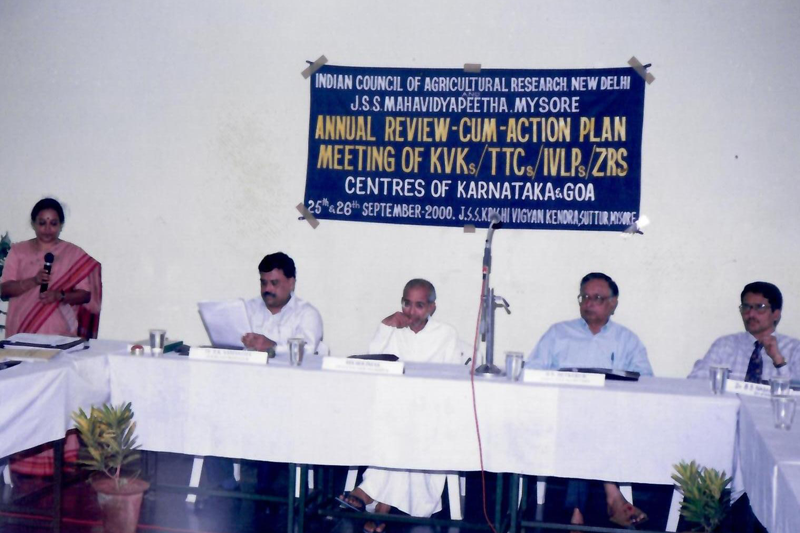 INDIAN COUNCIL OF AGRICULTURAL RESEARCH, NEW DELHI
AND
J.S.S. MAHAVIDYAPEETHA, MYSORE
ANNUAL REVIEW-CUM-ACTION PLAN
MEETING OF KVKs/TTCs/IVLPs/ZRS
CENTRES OF KARNATAKA & GOA
25th & 26th SEPTEMBER-2000. J.S.S. KRISHI VIGYAN KENDRA, SUTTUR, MYSORE